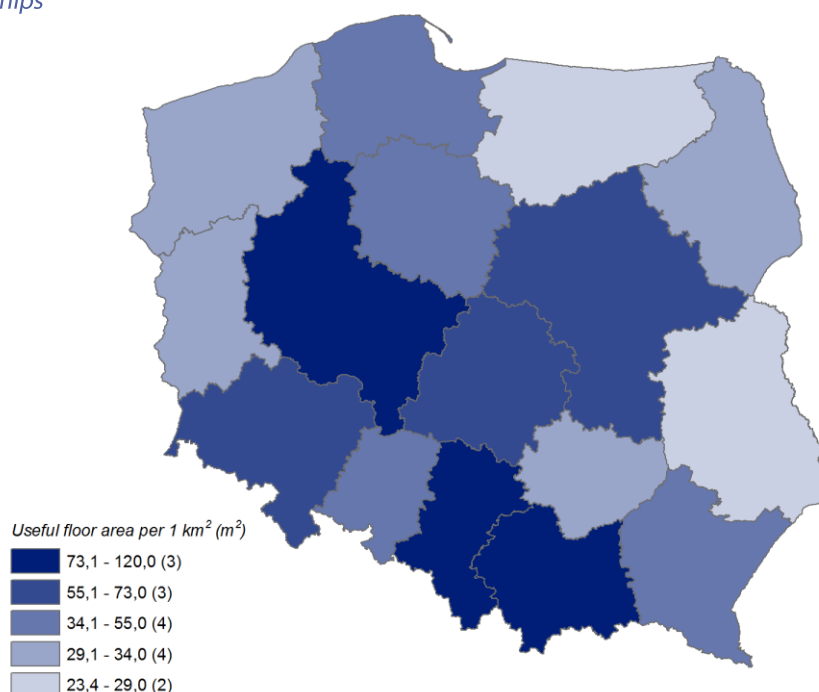 Useful floor area per 1 km² (m²)
73,1 - 120,0 (3)
55,1 - 73,0 (3)
34,1 - 55,0 (4)
29,1 - 34,0 (4)
23,4 - 29,0 (2)